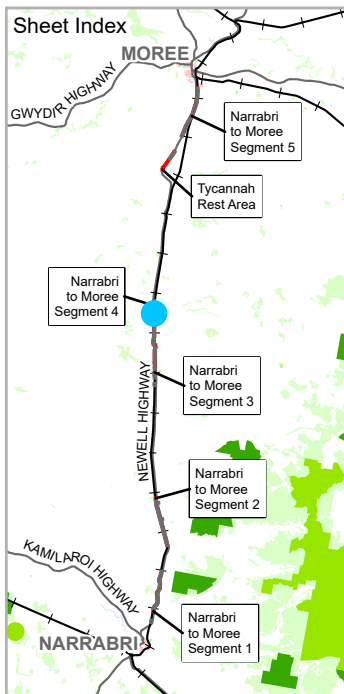 Sheet Index
MOREE
GWYDIR HIGHWAY
Narrabri
to Moree
Segment 5
Tycannah
Rest Area
Narrabri
to Moree
Segment 4
Narrabri
to Moree
Segment 3
NEWELL HIGHWAY
Narrabri
to Moree
Segment 2
KAMILAROI HIGHWAY
Narrabri
to Moree
Segment 1
NARRABRI